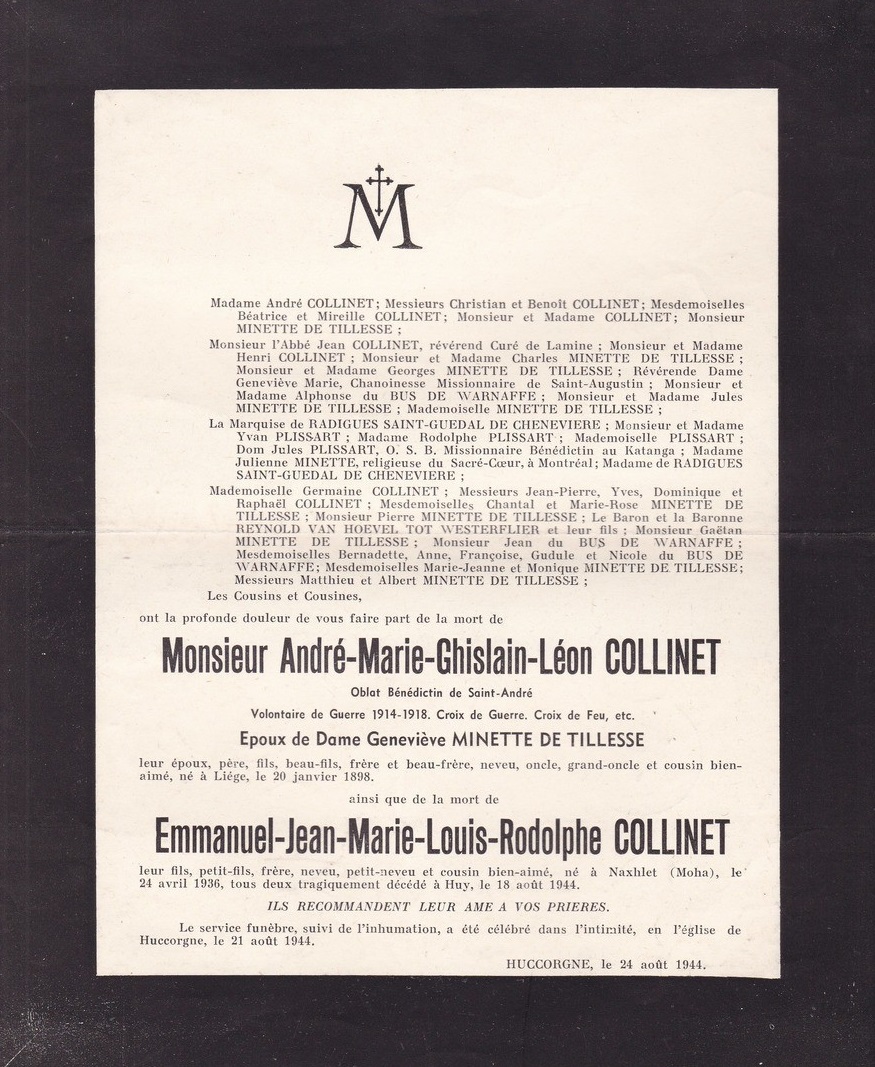 M
Madame André COLLINET; Messieurs Christian et Benoît COLLINET; Mesdemoiselles
Béatrice et Mireille COLLINET; Monsieur et Madame COLLINET; Monsieur
MINETTE DE TILLESSE ;
Monsieur l'Abbé Jean COLLINET, révérend Curé de Lamine ; Monsieur et Madame
Henri COLLINET ; Monsieur et Madame Charles MINETTE DE TILLESSE ;
Monsieur et Madame Georges MINETTE DE TILLESSE ; Révérende Dame
Geneviève Marie, Chanoinesse Missionnaire de Saint-Augustin ; Monsieur et
Madame Alphonse du BUS DE WARNAFFE ; Monsieur et Madame Jules
MINETTE DE TILLESSE ; Mademoiselle MINETTE DE TILLESSE ;
La Marquise de RADIGUES SAINT-GUEDAL DE CHENEVIERE ; Monsieur et Madame
Yvan PLISSART ; Madame Rodolphe PLISSART ; Mademoiselle PLISSART ;
Dom Jules PLISSART, O. S. B. Missionnaire Bénédictin au Katanga ; Madame
Julienne MINETTE, religieuse du Sacré-Cœur, à Montréal; Madame de RADIGUES
SAINT-GUEDAL DE CHENEVIERE ;
Mademoiselle Germaine COLLINET ; Messieurs Jean-Pierre, Yves, Dominique et
Raphaël COLLINET ; Mesdemoiselles Chantal et Marie-Rose MINETTE DE
TILLESSE ; Monsieur Pierre MINETTE DE TILLESSE ; Le Baron et la Baronne
REYNOLD VAN HOEVEL TOT WESTERFLIER et leur fils ; Monsieur Gaëtan
MINETTE DE TILLESSE ; Monsieur Jean du BUS DE WARNAFFE ;
Mesdemoiselles Bernadette, Anne, Françoise, Gudule et Nicole du BUS DE
WARNAFFE; Mesdemoiselles Marie-Jeanne et Monique MINETTE DE TILLESSE;
Messieurs Matthieu et Albert MINETTE DE TILLESSE ;
Les Cousins et Cousines,
ont la profonde douleur de vous faire part de la mort de
Monsieur André-Marie-Ghislain-Léon COLLINET
Oblat Bénédictin de Saint-André
Volontaire de Guerre 1914-1918. Croix de Guerre. Croix de Feu, etc.
Epoux de Dame Geneviève MINETTE DE TILLESSE
leur époux, père, fils, beau-fils, frère et beau-frère, neveu, oncle, grand-oncle et cousin bien-
aimé, né à Liége, le 20 janvier 1898.
ainsi que de la mort de
Emmanuel-Jean-Marie-Louis-Rodolphe COLLINET
leur fils, petit-fils, frère, neveu, petit-neveu et cousin bien-aimé, né à Naxhlet (Moha), le
24 avril 1936, tous deux tragiquement décédé à Huy, le 18 août 1944.
ILS RECOMMANDENT LEUR AME A VOS PRIERES.
Le service funèbre, suivi de l'inhumation, a été célébré dans l'intimité, en l'église de
Huccorgne, le 21 août 1944.
HUCCORGNE, le 24 août 1944.